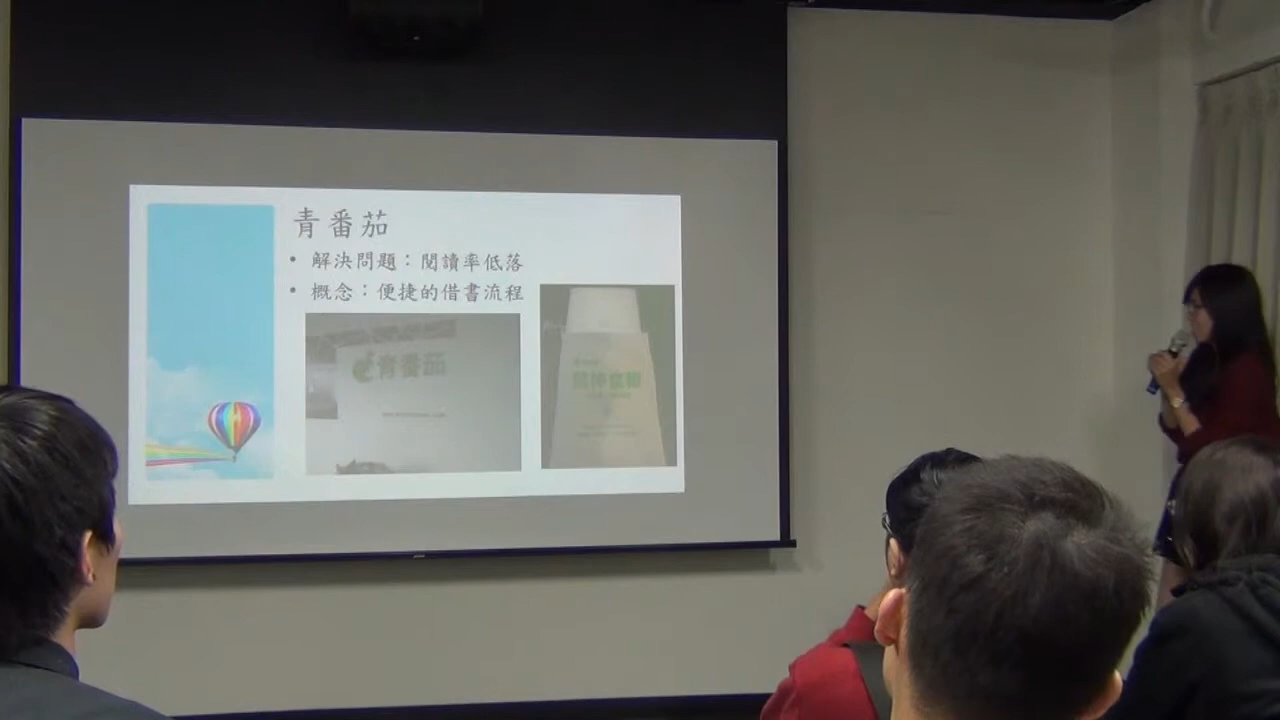 青番茄
• 解決問題：閱讀率低落
• 概念：便捷的借書流程
青番茄